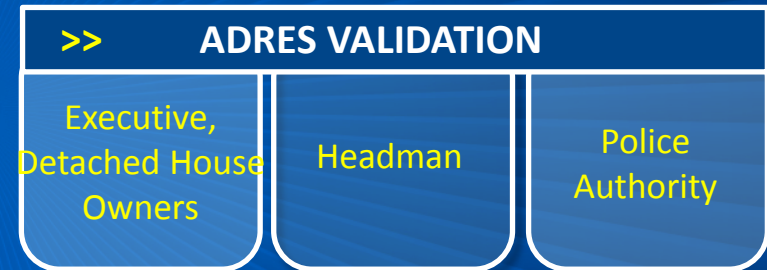 >> ADRES VALIDATION
Executive,
Detached House
Owners
Headman
Police
Authority